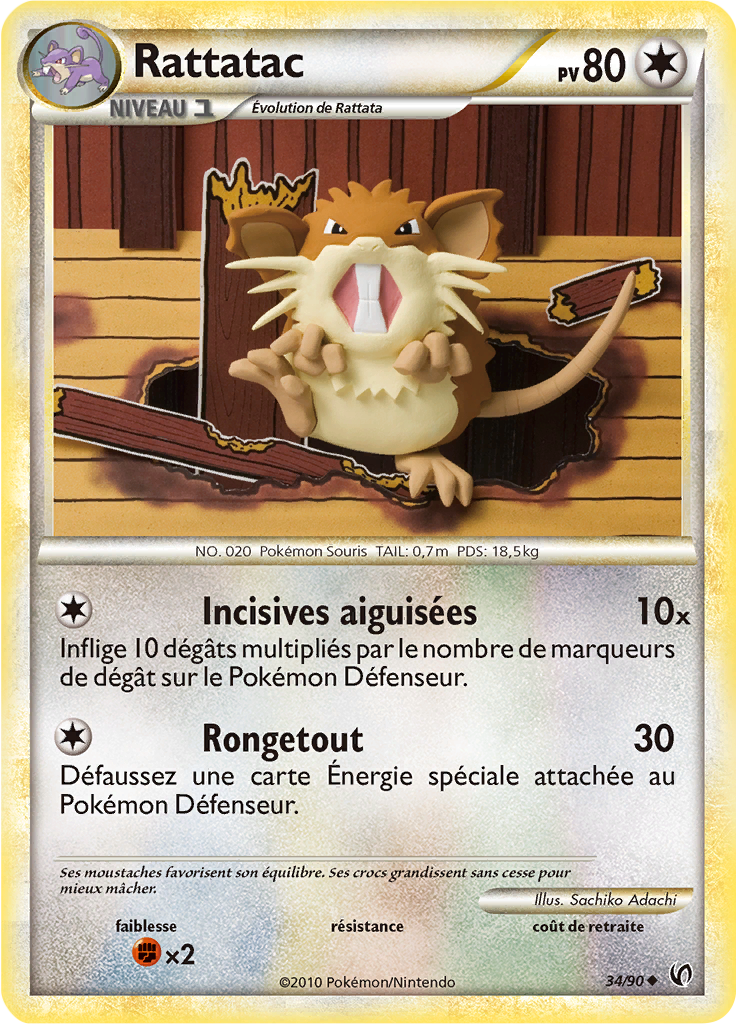 Rattatac
PV 80
NIVEAU 1
Évolution de Rattata
NO. 020 Pokémon Souris TAIL: 0,7m PDS: 18,5kg
Incisives aiguisées 10x
Inflige 10 dégâts multipliés par le nombre de marqueurs
de dégât sur le Pokémon Défenseur.
Rongetout 30
Défaussez une carte Énergie spéciale attachée au
Pokémon Défenseur.
Ses moustaches favorisent son équilibre. Ses crocs grandissent sans cesse pour
mieux mâcher.
Illus. Sachiko Adachi
faiblesse résistance coût de retraite
×2
©2010 Pokémon/Nintendo
34/90